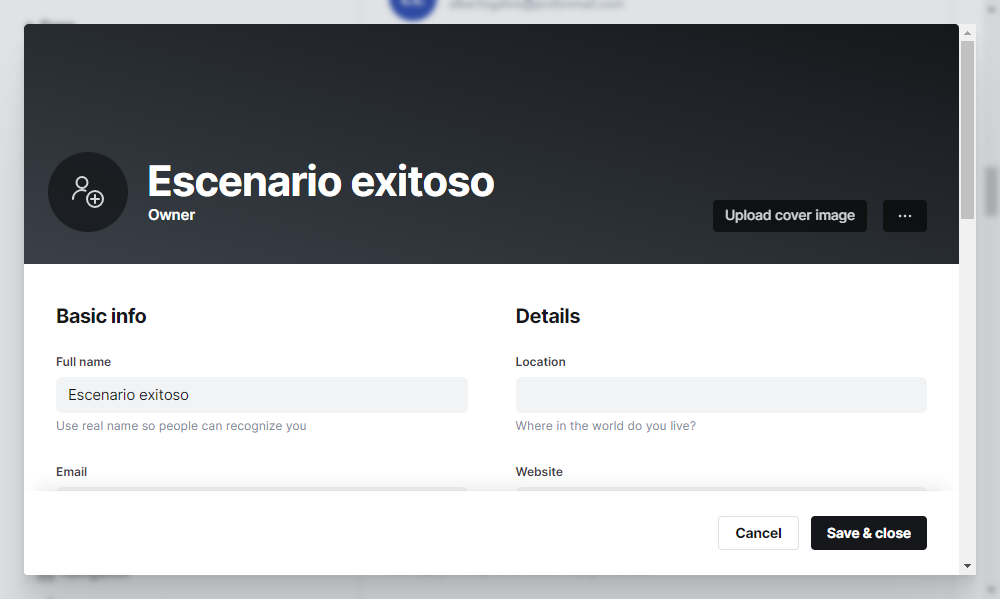 Escenario exitoso
Owner
Upload cover image
Basic info
Details
Full name
Location
Escenario exitoso
Use real name so people can recognize you
Where in the world do you live?
Email
Website
Cancel
Save & close